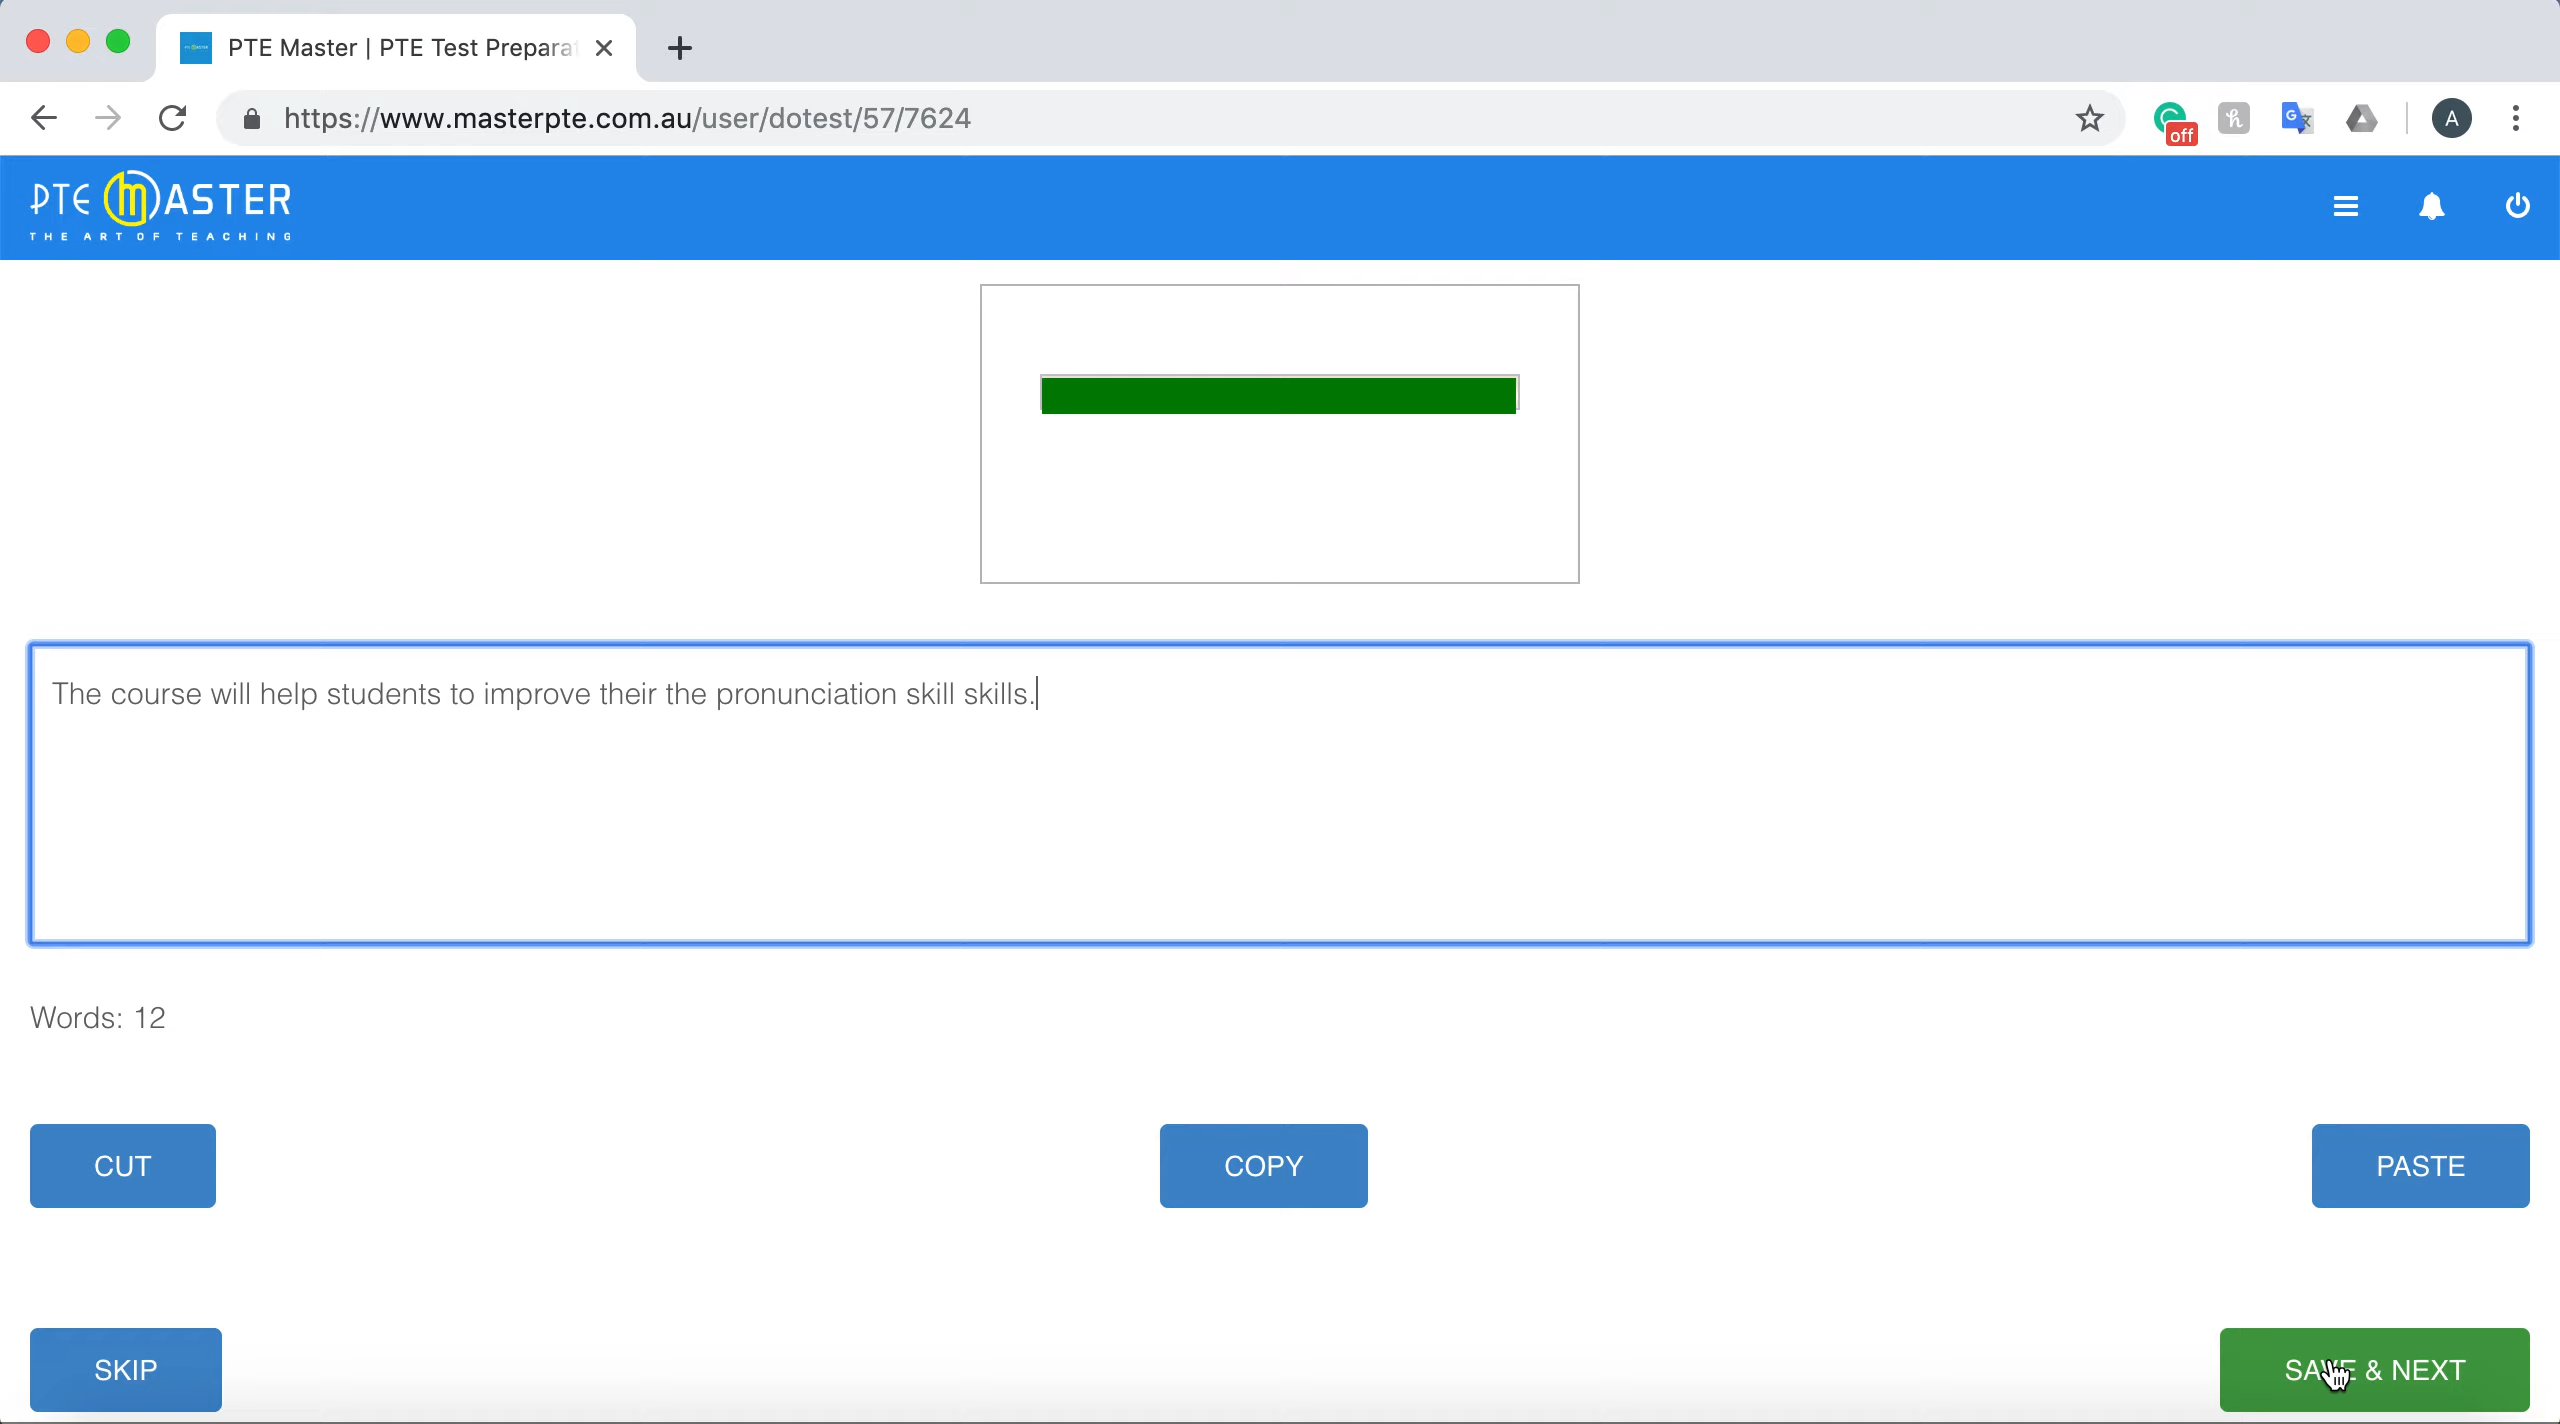 PTE Master | PTE Test Prepara
https://www.masterpte.com.au/user/dotest/57/7624
off
A
PTE MASTER
THE ART OF TEACHING
The course will help students to improve their the pronunciation skill skills.
Words: 12
CUT
COPY
PASTE
SKIP
SAVE & NEXT